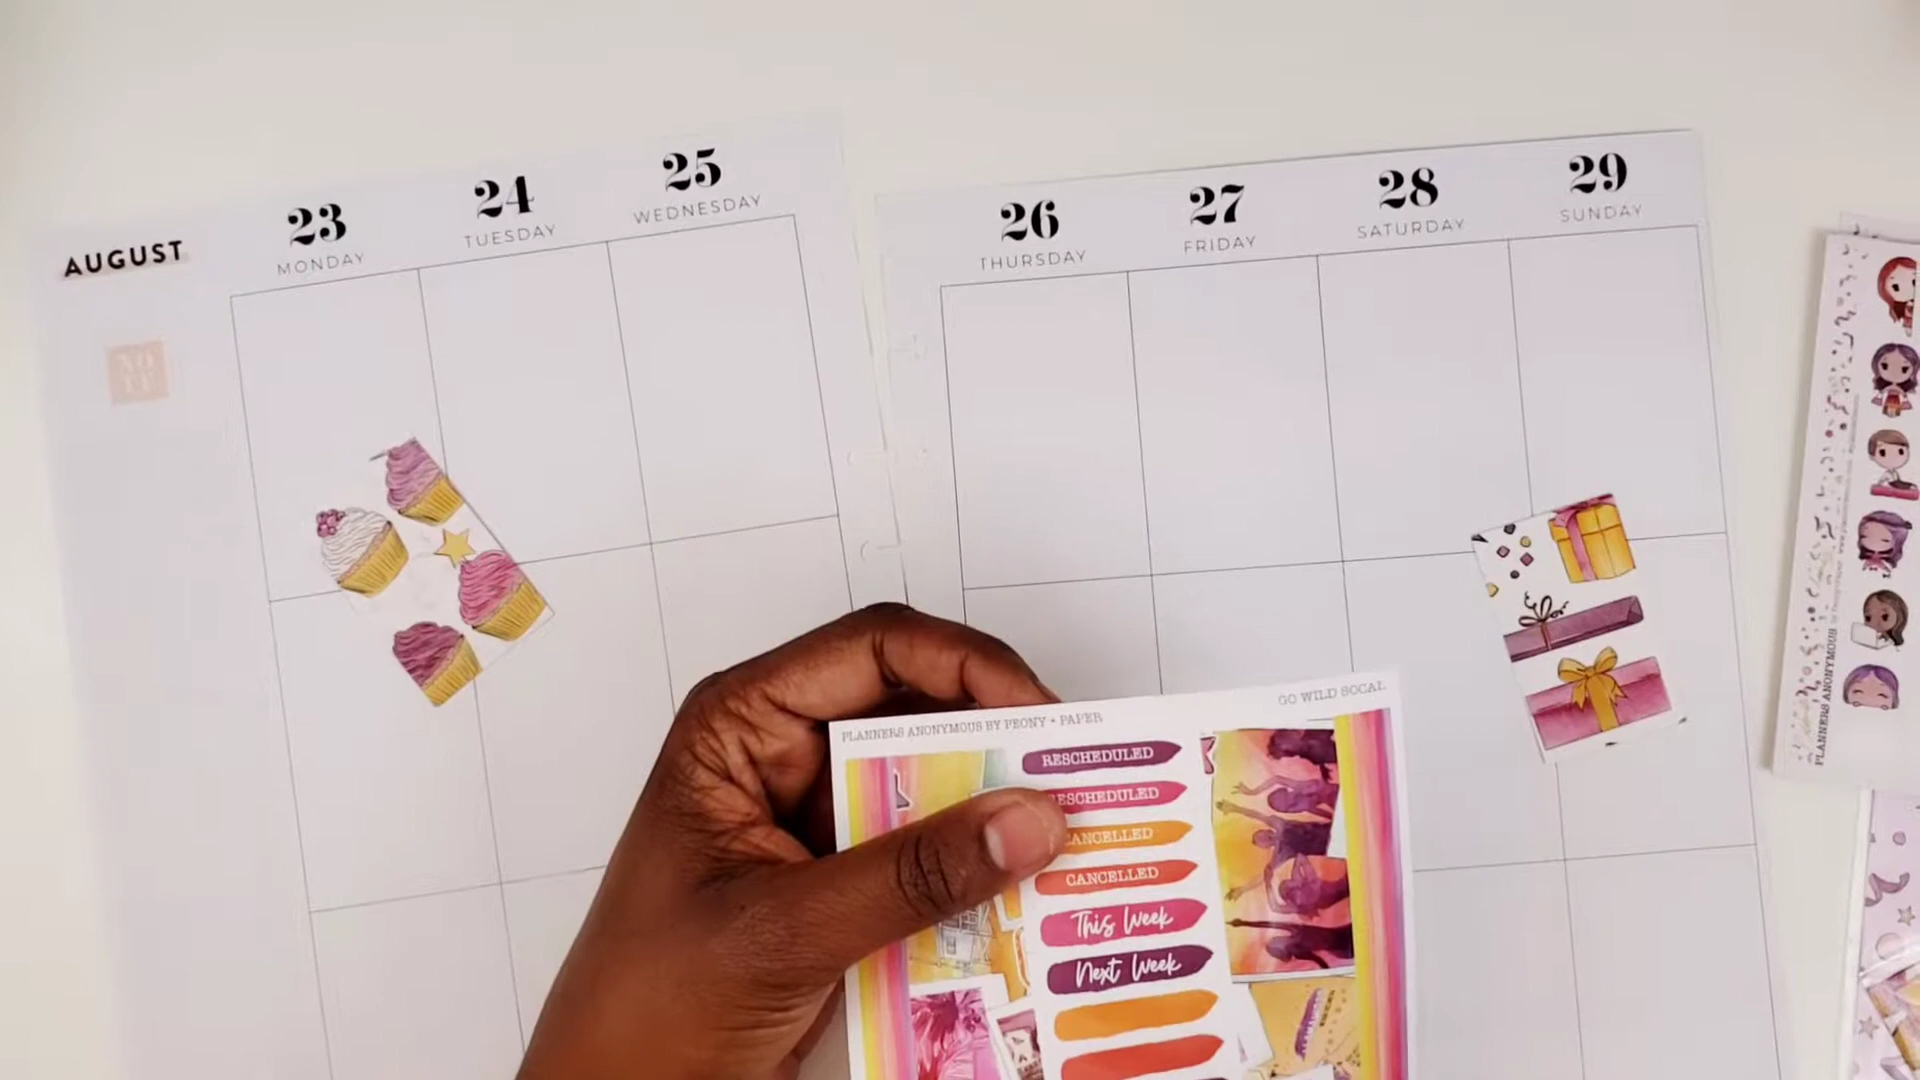 AUGUST
23
MONDAY
24
TUESDAY
25
WEDNESDAY
26
THURSDAY
27
FRIDAY
28
SATURDAY
29
SUNDAY
PLANNERS ANONYMOUS BY PEONY + PAPER
GO WILD SOCAL
RESCHEDULED
RESCHEDULED
CANCELLED
CANCELLED
This Week
Next Week
PLANNERS ANONYMOUS